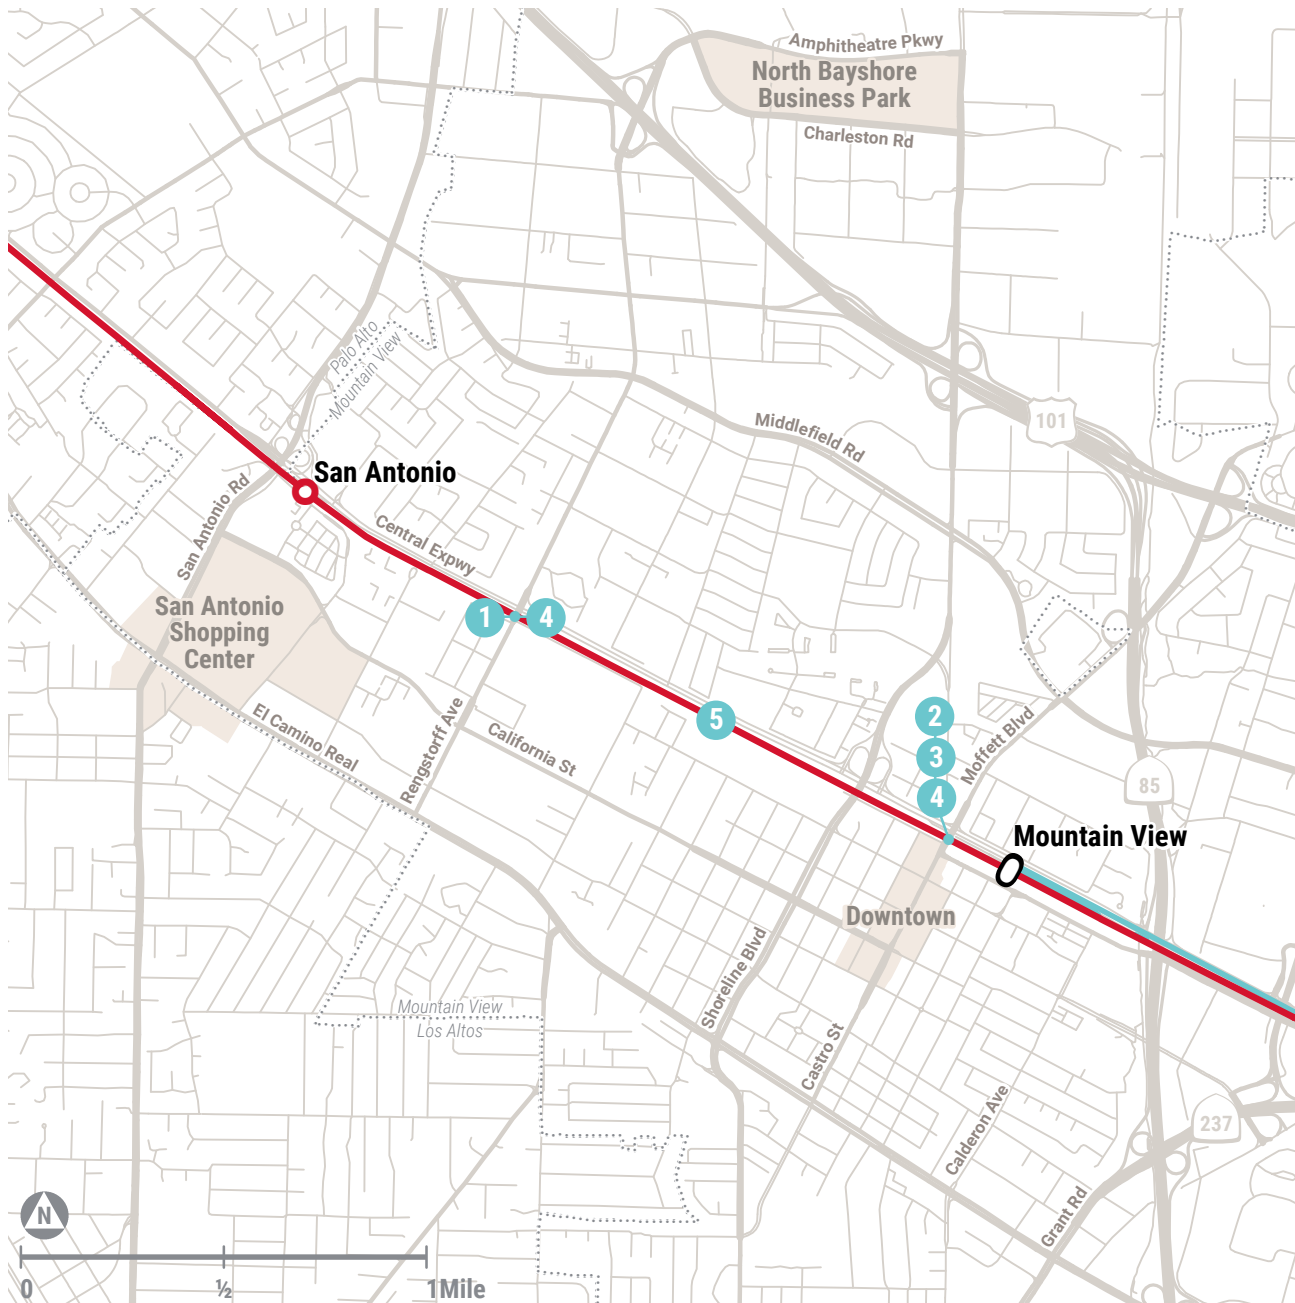 Amphitheatre Pkwy
North Bayshore
Business Park
Charleston Rd
Palo Alto
Mountain View
101
Middlefield Rd
San Antonio
San Antonio Rd
Central Expwy
San Antonio
Shopping
Center
1
4
5
2
3
4
Moffett Blvd
El Camino Real
Rengstorff Ave
California St
85
Mountain View
Downtown
Shoreline Blvd
Mountain View
Los Altos
Castro St
Calderon Ave
237
Grant Rd
N
0
½
1Mile